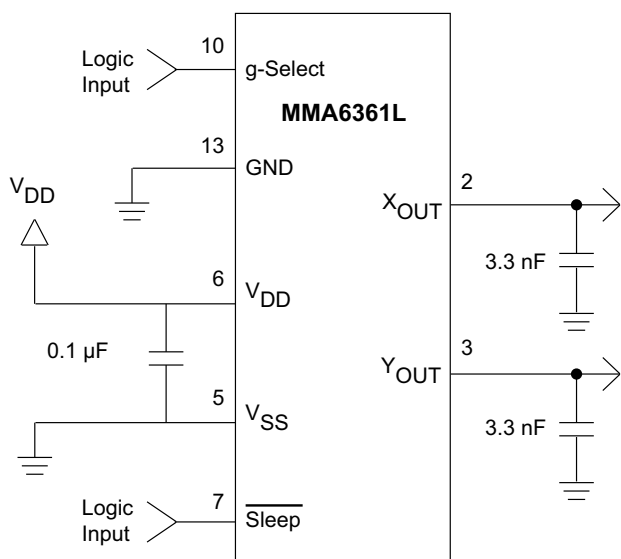 10
Logic
Input
g-Select
MMA6361L
13
GND
V_DD
2
X_OUT
3.3 nF
6
V_DD
0.1 µF
3
Y_OUT
5
V_SS
3.3 nF
Logic
Input
7
Sleep